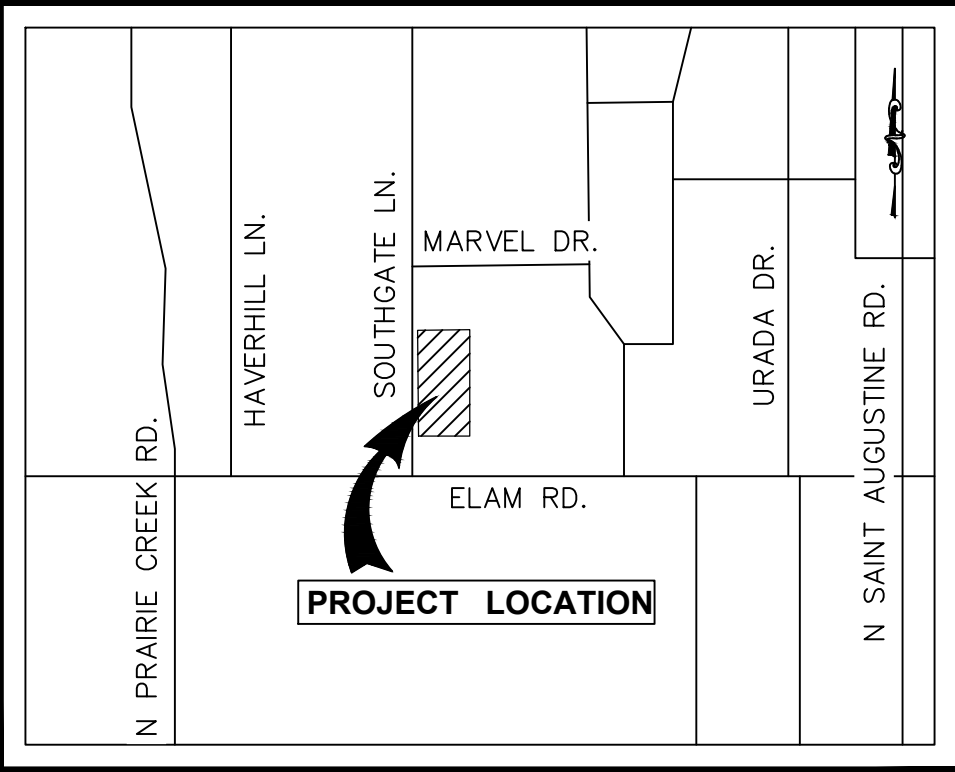 N PRAIRIE CREEK RD.
HAVERHILL LN.
SOUTHGATE LN.
MARVEL DR.
URADA DR.
N SAINT AUGUSTINE RD.
ELAM RD.
PROJECT LOCATION